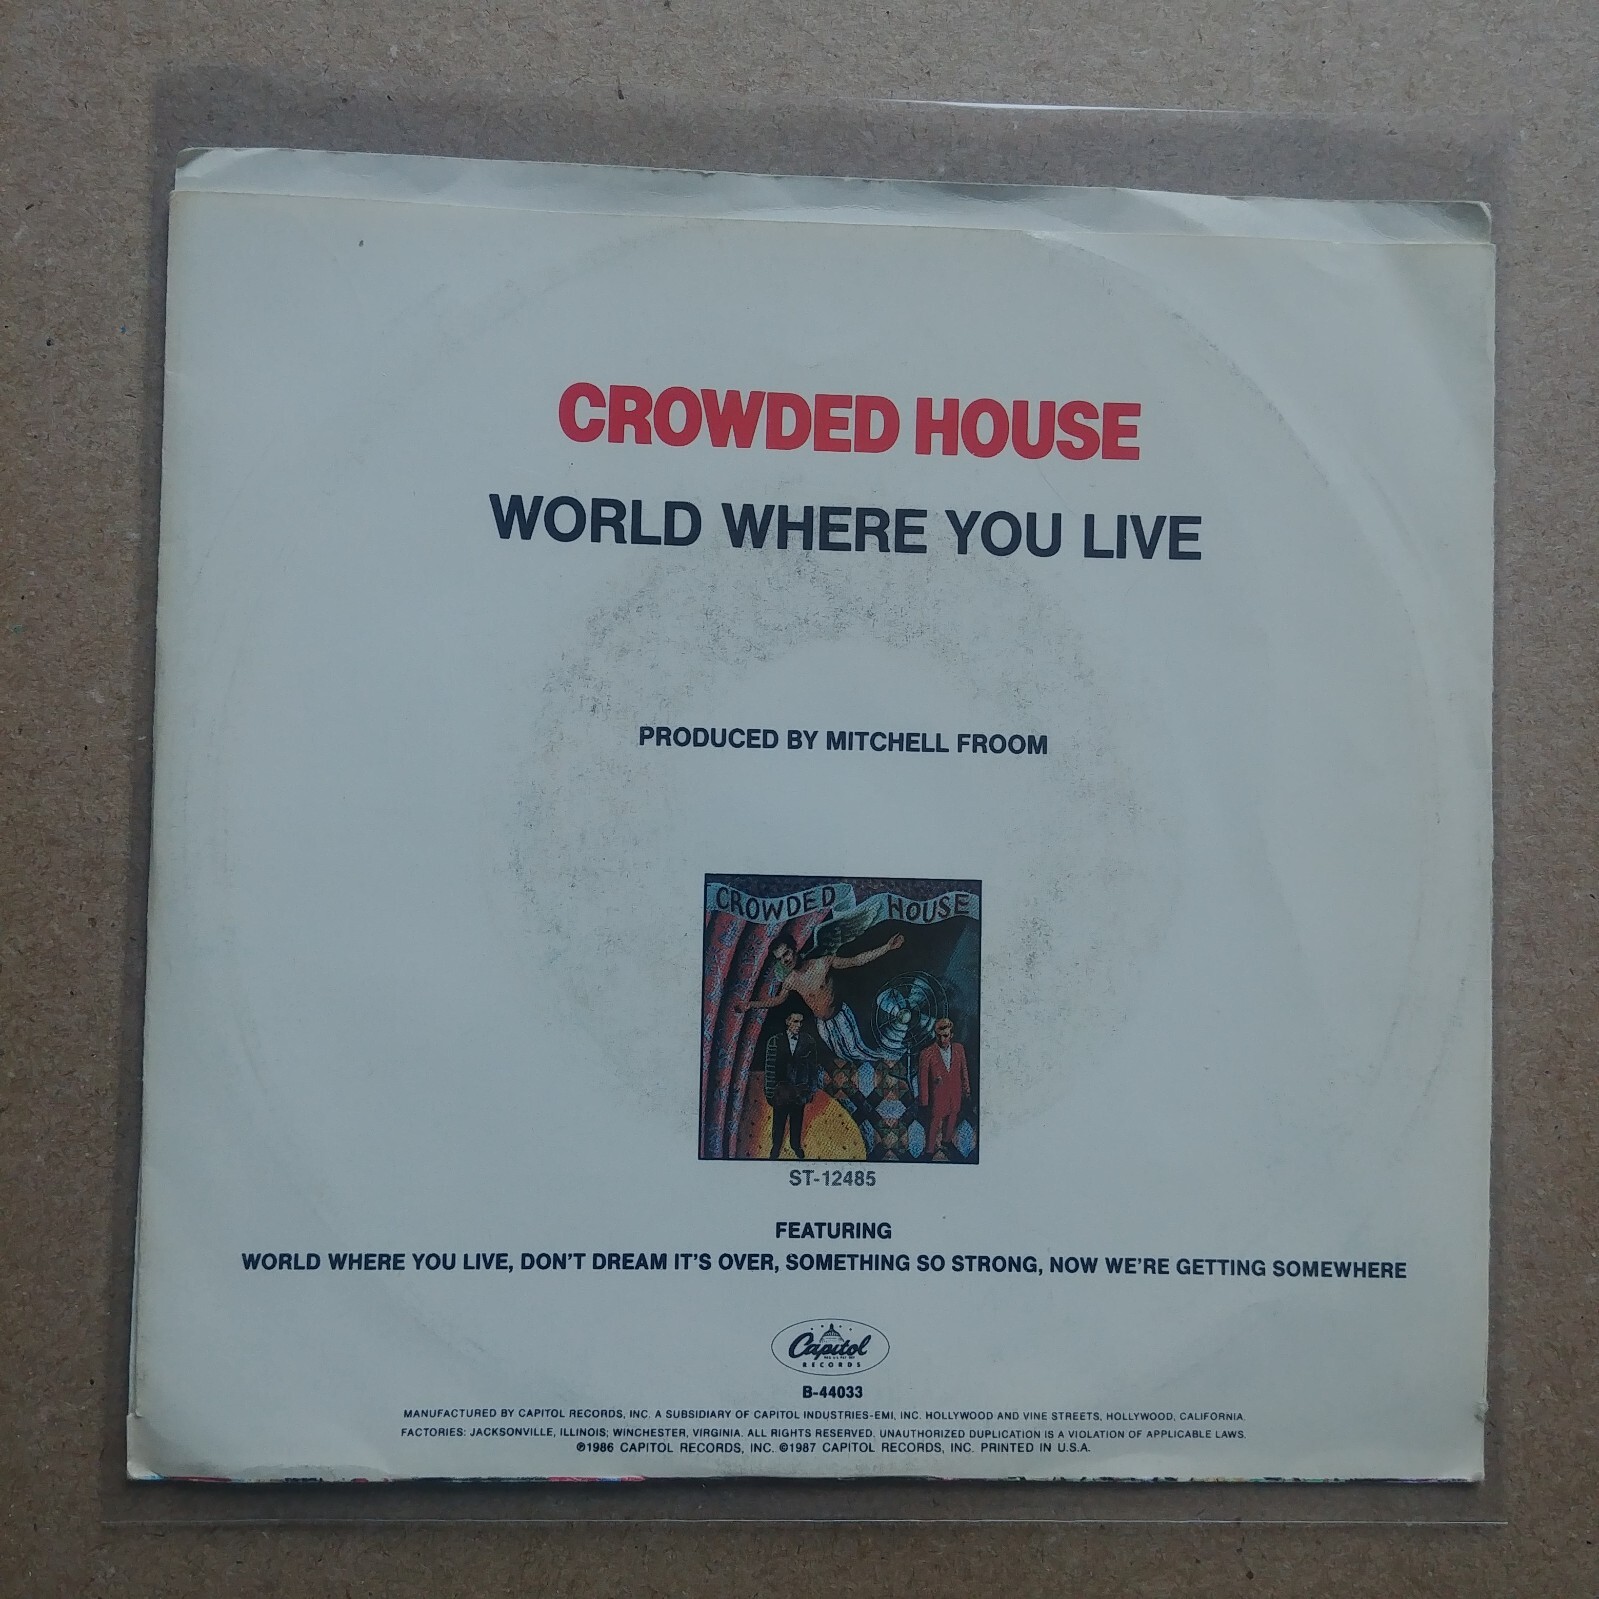 CROWDED HOUSE
WORLD WHERE YOU LIVE
PRODUCED BY MITCHELL FROOM
CROWDED HOUSE
ST-12485
FEATURING
WORLD WHERE YOU LIVE, DON'T DREAM IT'S OVER, SOMETHING SO STRONG, NOW WE'RE GETTING SOMEWHERE
Capitol
RECORDS
B-44033
MANUFACTURED BY CAPITOL RECORDS, INC. A SUBSIDIARY OF CAPITOL INDUSTRIES-EMI, INC. HOLLYWOOD AND VINE STREETS, HOLLYWOOD, CALIFORNIA.
FACTORIES: JACKSONVILLE, ILLINOIS; WINCHESTER, VIRGINIA. ALL RIGHTS RESERVED. UNAUTHORIZED DUPLICATION IS A VIOLATION OF APPLICABLE LAWS.
℗1986 CAPITOL RECORDS, INC. ©1987 CAPITOL RECORDS, INC. PRINTED IN U.S.A.